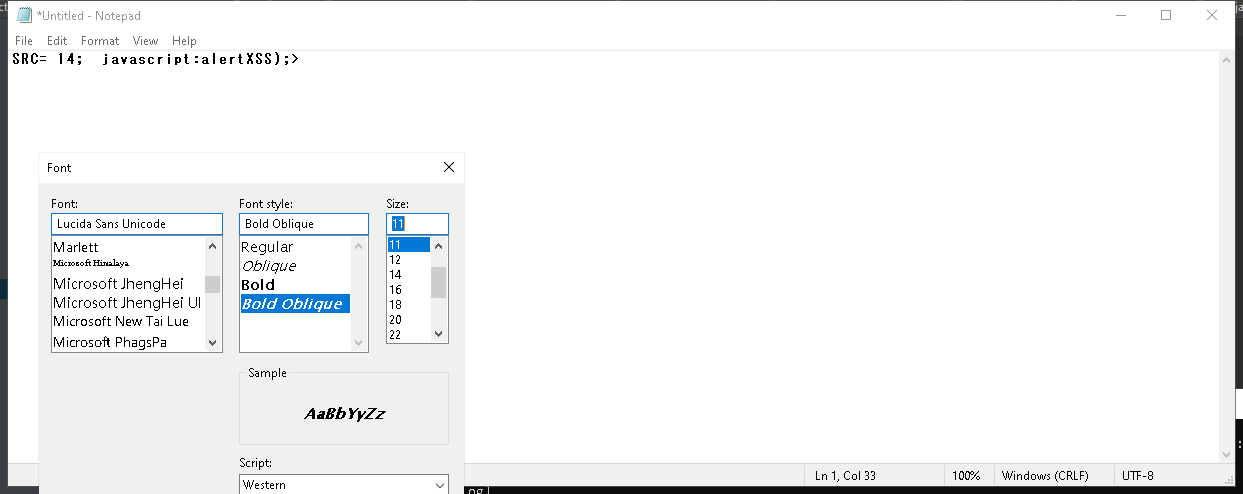 *Untitled - Notepad
File Edit Format View Help
SRC= 14;  javascript:alertXSS);>
Font
Font: Font style: Size:
Lucida Sans Unicode Bold Oblique 11
Marlett Regular 11
Microsoft Himalaya Oblique 12
Microsoft JhengHei Bold 14
Microsoft JhengHei UI Bold Oblique 16
Microsoft New Tai Lue 18
Microsoft PhagsPa 20
22
Sample
AaBbYyZz
Script:
Western
Ln 1, Col 33 100% Windows (CRLF) UTF-8